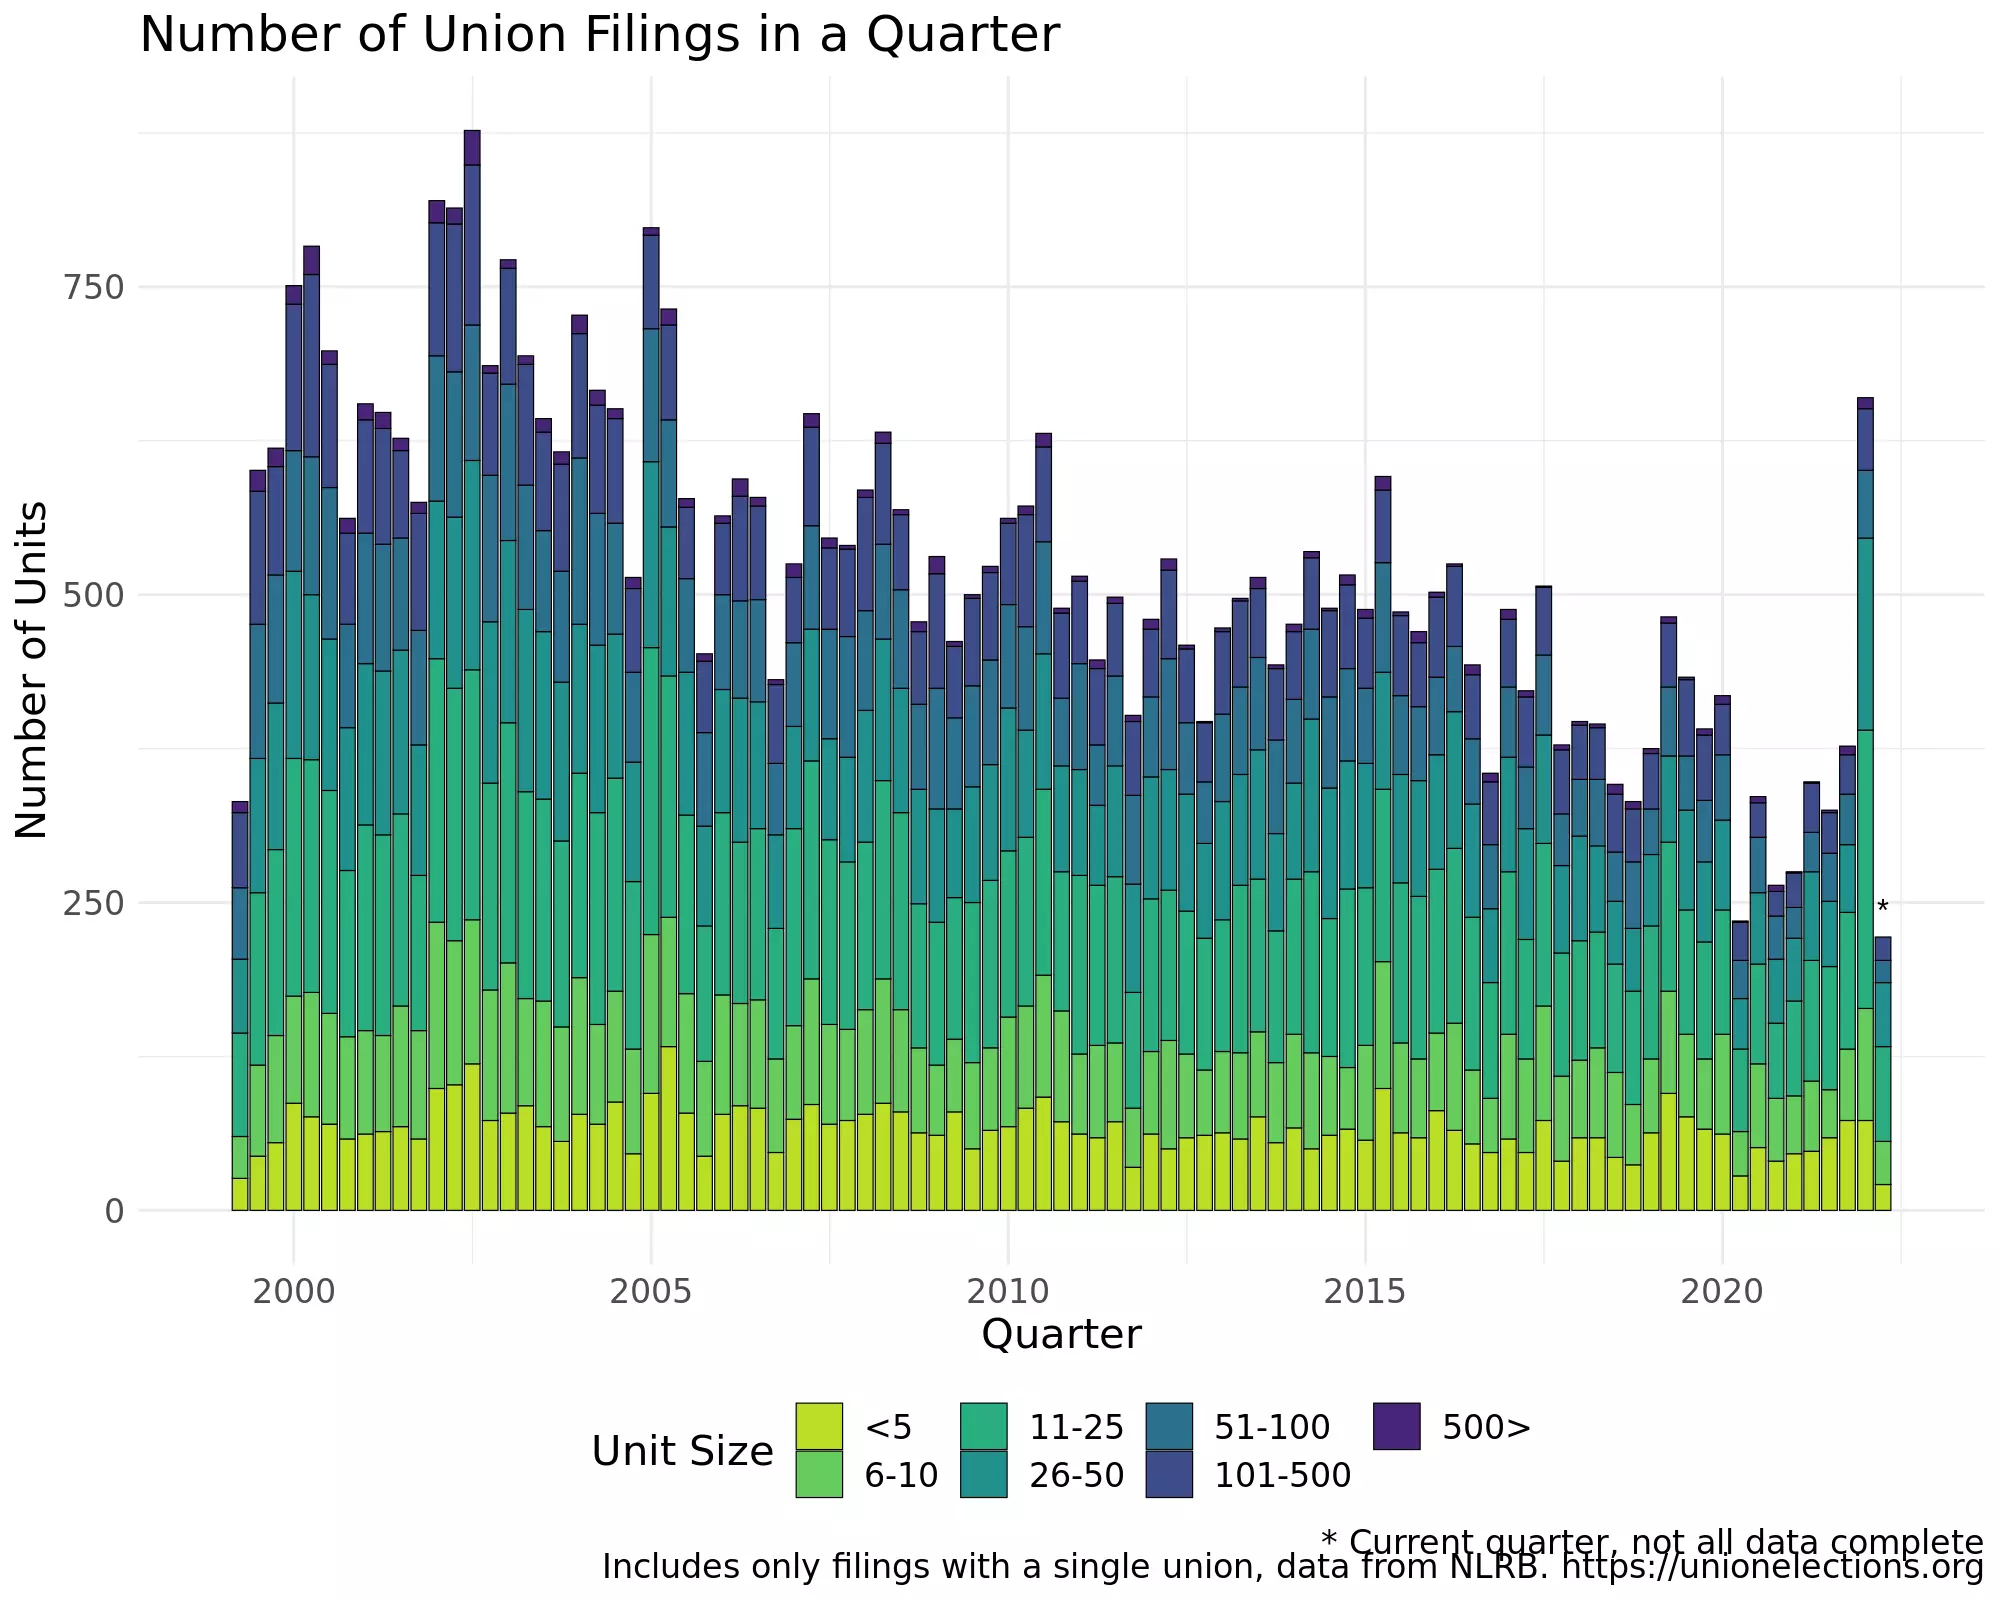 Number of Union Filings in a Quarter
Number of Units
750
500
250
0
*
2000 2005 2010 2015 2020
Quarter
Unit Size
<5 11-25 51-100 500>
6-10 26-50 101-500
* Current quarter, not all data complete
Includes only filings with a single union, data from NLRB. https://unionelections.org